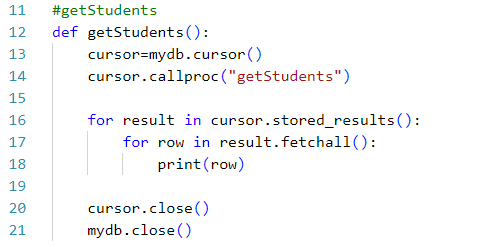 11 #getStudents
12 def getStudents():
13     cursor=mydb.cursor()
14     cursor.callproc("getStudents")
15
16     for result in cursor.stored_results():
17         for row in result.fetchall():
18             print(row)
19
20     cursor.close()
21     mydb.close()